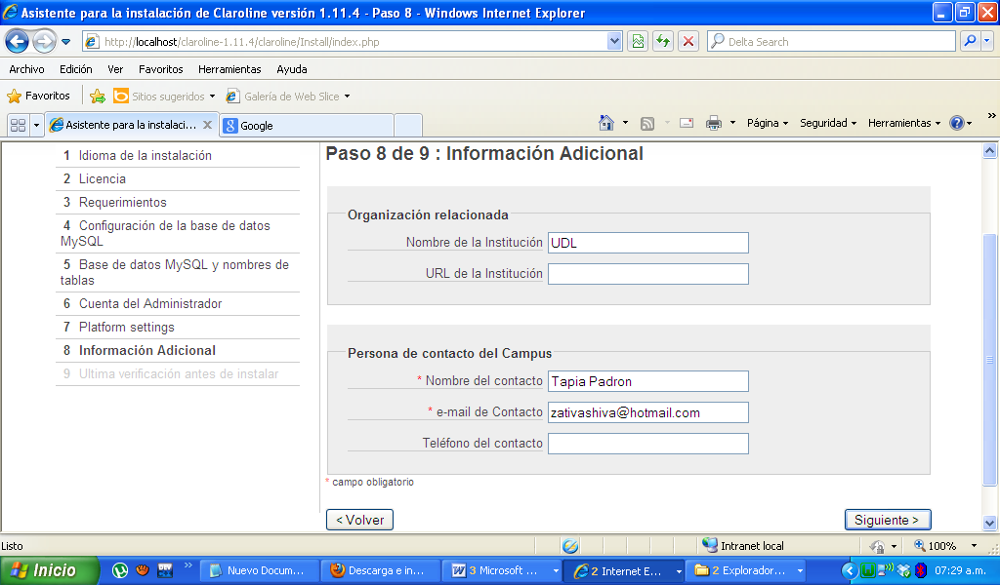 Asistente para la instalación de Claroline versión 1.11.4 - Paso 8 - Windows Internet Explorer
http://localhost/claroline-1.11.4/claroline/Install/index.php
Delta Search
Archivo Edición Ver Favoritos Herramientas Ayuda
Favoritos Sitios sugeridos Galería de Web Slice
Asistente para la instalaci... Google Página Seguridad Herramientas
1 Idioma de la instalación
2 Licencia
3 Requerimientos
4 Configuración de la base de datos
MySQL
5 Base de datos MySQL y nombres de
tablas
6 Cuenta del Administrador
7 Platform settings
8 Información Adicional
9 Ultima verificación antes de instalar
Paso 8 de 9 : Información Adicional
Organización relacionada
Nombre de la Institución UDL
URL de la Institución
Persona de contacto del Campus
* Nombre del contacto Tapia Padron
* e-mail de Contacto zativashiva@hotmail.com
Teléfono del contacto
* campo obligatorio
< Volver Siguiente >
Listo Intranet local 100%
Inicio Nuevo Docum... Descarga e in... 3 Microsoft ... 2 Internet E... 2 Explorador... 07:29 a.m.